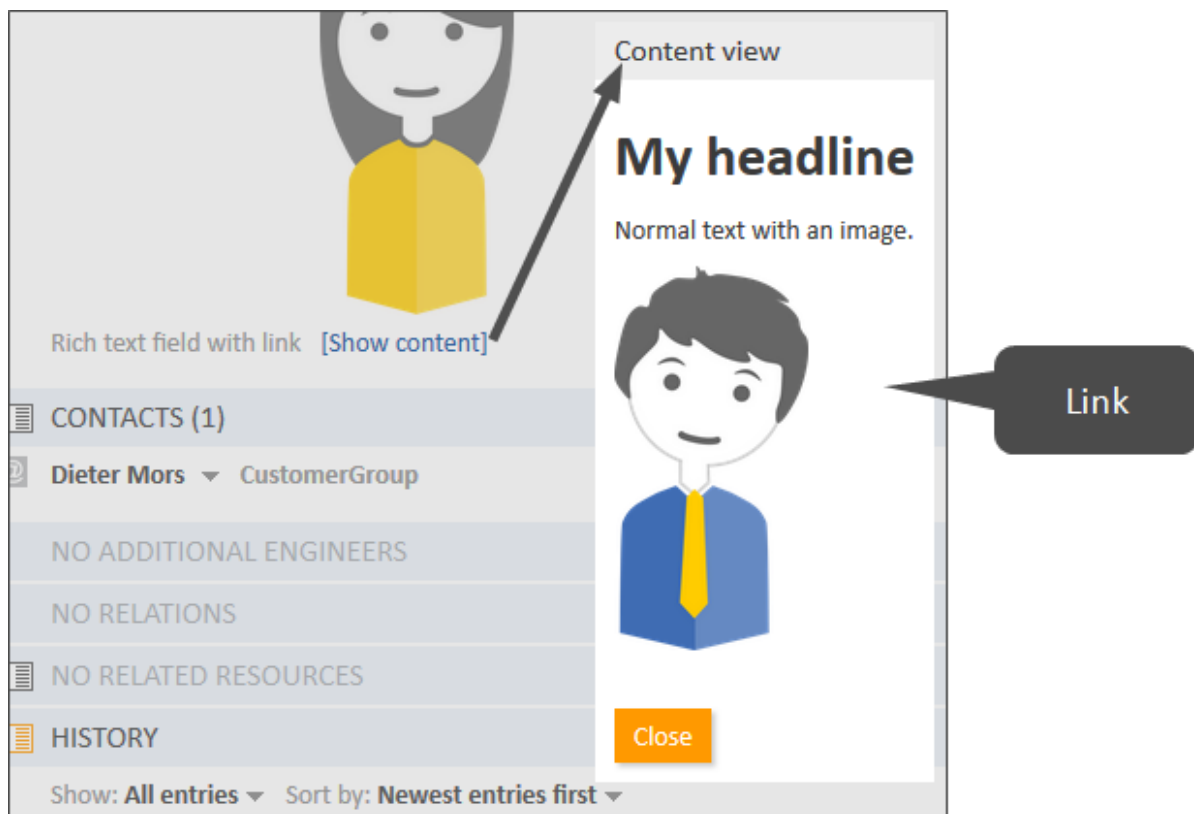 Content view
My headline
Normal text with an image.
Rich text field with link [Show content]
Link
CONTACTS (1)
@ Dieter Mors CustomerGroup
NO ADDITIONAL ENGINEERS
NO RELATIONS
NO RELATED RESOURCES
HISTORY
Close
Show: All entries Sort by: Newest entries first